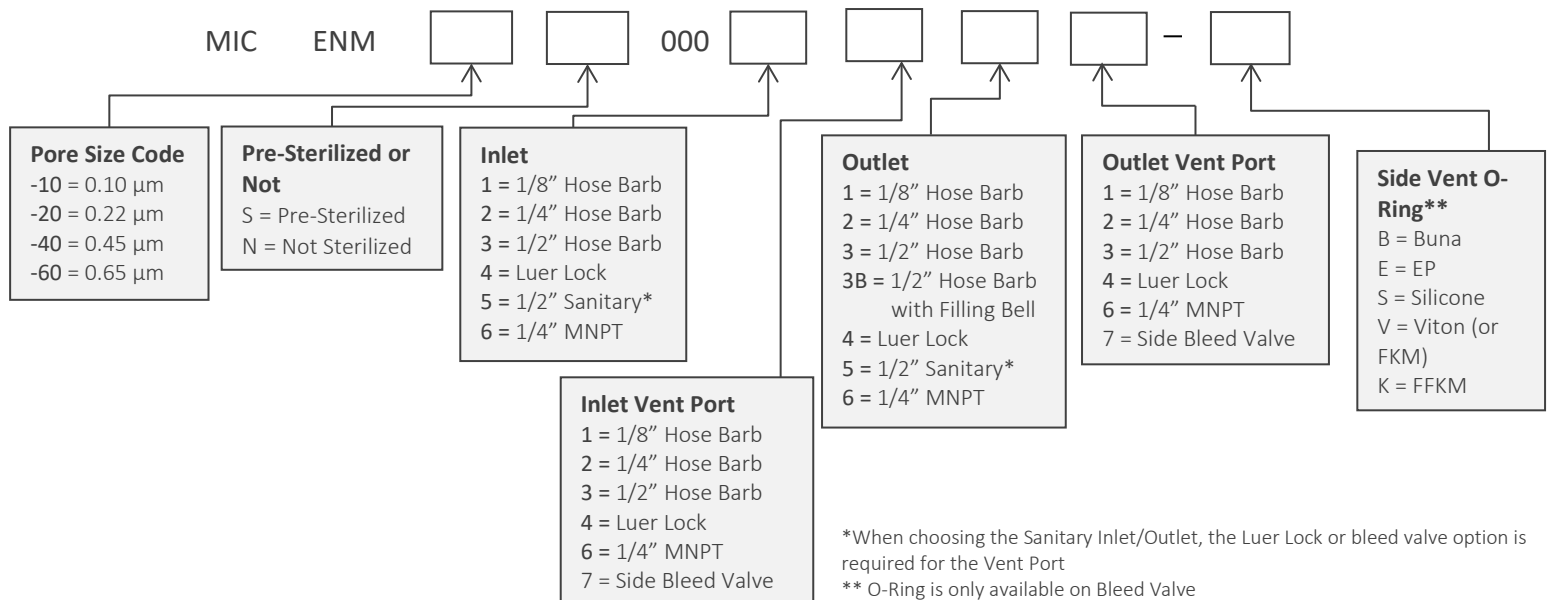 MIC ENM 000 –
Pore Size Code
-10 = 0.10 µm
-20 = 0.22 µm
-40 = 0.45 µm
-60 = 0.65 µm
Pre-Sterilized or
Not
S = Pre-Sterilized
N = Not Sterilized
Inlet
1 = 1/8” Hose Barb
2 = 1/4” Hose Barb
3 = 1/2” Hose Barb
4 = Luer Lock
5 = 1/2” Sanitary*
6 = 1/4” MNPT
Inlet Vent Port
1 = 1/8” Hose Barb
2 = 1/4” Hose Barb
3 = 1/2” Hose Barb
4 = Luer Lock
6 = 1/4” MNPT
7 = Side Bleed Valve
Outlet
1 = 1/8” Hose Barb
2 = 1/4” Hose Barb
3 = 1/2” Hose Barb
3B = 1/2” Hose Barb
with Filling Bell
4 = Luer Lock
5 = 1/2” Sanitary*
6 = 1/4” MNPT
Outlet Vent Port
1 = 1/8” Hose Barb
2 = 1/4” Hose Barb
3 = 1/2” Hose Barb
4 = Luer Lock
6 = 1/4” MNPT
7 = Side Bleed Valve
Side Vent O-
Ring**
B = Buna
E = EP
S = Silicone
V = Viton (or
FKM)
K = FFKM
*When choosing the Sanitary Inlet/Outlet, the Luer Lock or bleed valve option is
required for the Vent Port
** O-Ring is only available on Bleed Valve